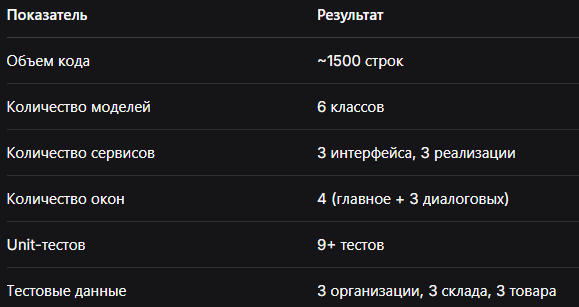 Показатель Результат
Объем кода ~1500 строк
Количество моделей 6 классов
Количество сервисов 3 интерфейса, 3 реализации
Количество окон 4 (главное + 3 диалоговых)
Unit-тестов 9+ тестов
Тестовые данные 3 организации, 3 склада, 3 товара